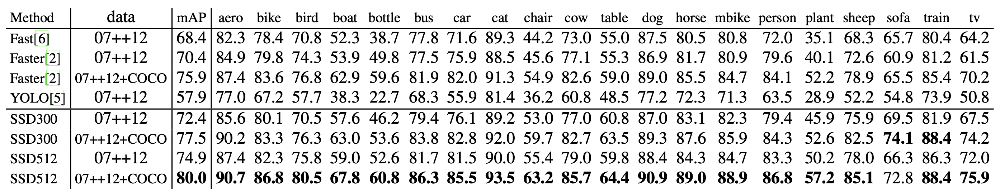 Method data mAP aero bike bird boat bottle bus car cat chair cow table dog horse mbike person plant sheep sofa train tv
Fast[6] 07++12 68.4 82.3 78.4 70.8 52.3 38.7 77.8 71.6 89.3 44.2 73.0 55.0 87.5 80.5 80.8 72.0 35.1 68.3 65.7 80.4 64.2
Faster[2] 07++12 70.4 84.9 79.8 74.3 53.9 49.8 77.5 75.9 88.5 45.6 77.1 55.3 86.9 81.7 80.9 79.6 40.1 72.6 60.9 81.2 61.5
Faster[2] 07++12+COCO 75.9 87.4 83.6 76.8 62.9 59.6 81.9 82.0 91.3 54.9 82.6 59.0 89.0 85.5 84.7 84.1 52.2 78.9 65.5 85.4 70.2
YOLO[5] 07++12 57.9 77.0 67.2 57.7 38.3 22.7 68.3 55.9 81.4 36.2 60.8 48.5 77.2 72.3 71.3 63.5 28.9 52.2 54.8 73.9 50.8
SSD300 07++12 72.4 85.6 80.1 70.5 57.6 46.2 79.4 76.1 89.2 53.0 77.0 60.8 87.0 83.1 82.3 79.4 45.9 75.9 69.5 81.9 67.5
SSD300 07++12+COCO 77.5 90.2 83.3 76.3 63.0 53.6 83.8 82.8 92.0 59.7 82.7 63.5 89.3 87.6 85.9 84.3 52.6 82.5 74.1 88.4 74.2
SSD512 07++12 74.9 87.4 82.3 75.8 59.0 52.6 81.7 81.5 90.0 55.4 79.0 59.8 88.4 84.3 84.7 83.3 50.2 78.0 66.3 86.3 72.0
SSD512 07++12+COCO 80.0 90.7 86.8 80.5 67.8 60.8 86.3 85.5 93.5 63.2 85.7 64.4 90.9 89.0 88.9 86.8 57.2 85.1 72.8 88.4 75.9